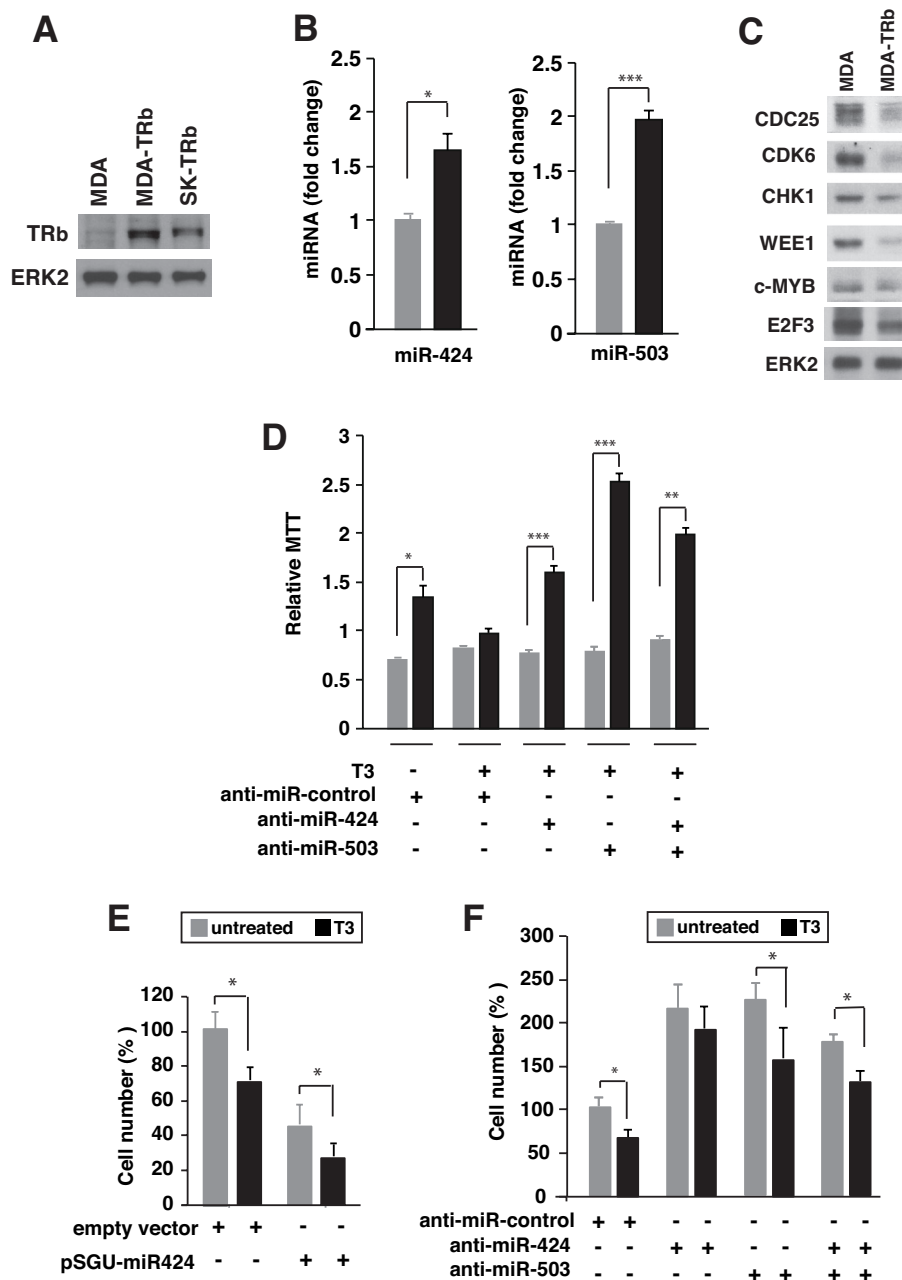 A
MDA
MDA-TRb
SK-TRb
TRb
ERK2
B
miRNA (fold change)
2.5
2
1.5
1
0.5
0
*
miR-424
miRNA (fold change)
2.5
2
1.5
1
0.5
0
***
miR-503
C
MDA
MDA-TRb
CDC25
CDK6
CHK1
WEE1
c-MYB
E2F3
ERK2
D
Relative MTT
3
2.5
2
1.5
1
0.5
0
* *** *** **
T3 - + + + +
anti-miR-control + + - - -
anti-miR-424 - - + - +
anti-miR-503 - - - + +
E
untreated T3
Cell number (%)
120
100
80
60
40
20
0
* *
empty vector + + - -
pSGU-miR424 - - + +
F
untreated T3
Cell number (%)
300
250
200
150
100
50
0
* * *
anti-miR-control + + - - - - - -
anti-miR-424 - - + + - - + +
anti-miR-503 - - - - + + + +